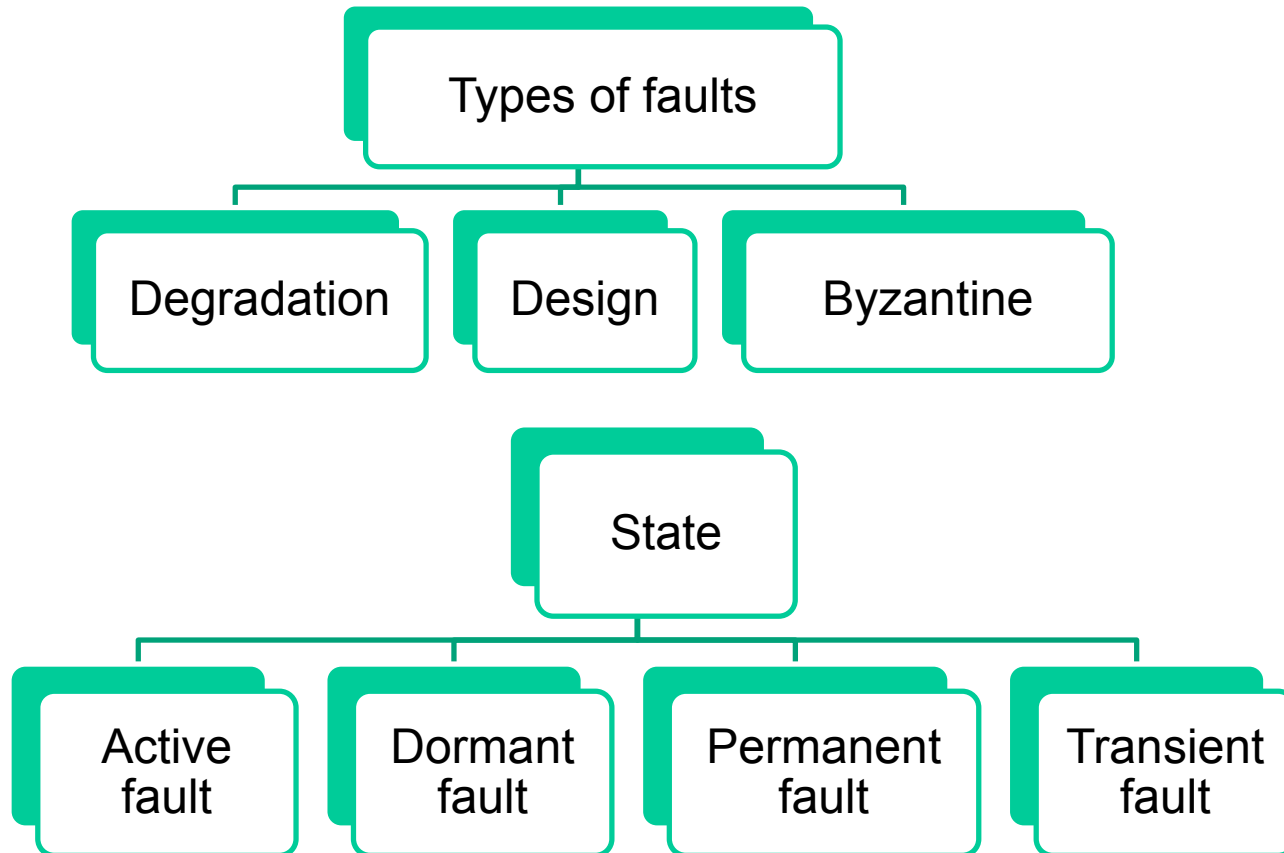 Types of faults
Degradation
Design
Byzantine
State
Active
fault
Dormant
fault
Permanent
fault
Transient
fault